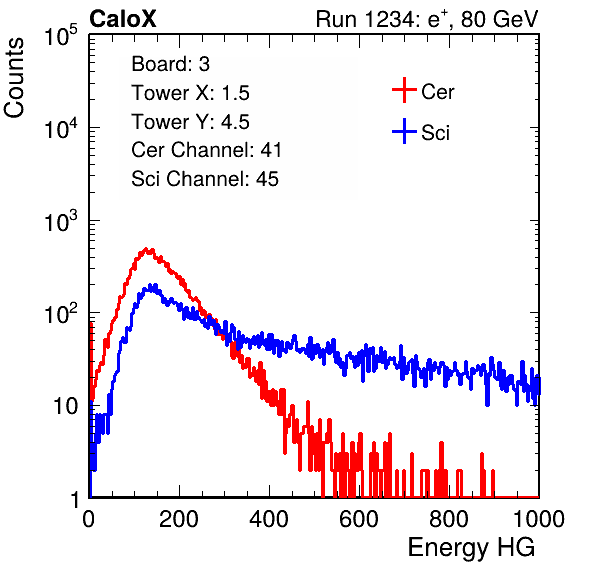 CaloX Run 1234: e⁺, 80 GeV
Counts
Board: 3
Tower X: 1.5
Tower Y: 4.5
Cer Channel: 41
Sci Channel: 45
Cer
Sci
10⁵
10⁴
10³
10²
10
1
0 200 400 600 800 1000
Energy HG